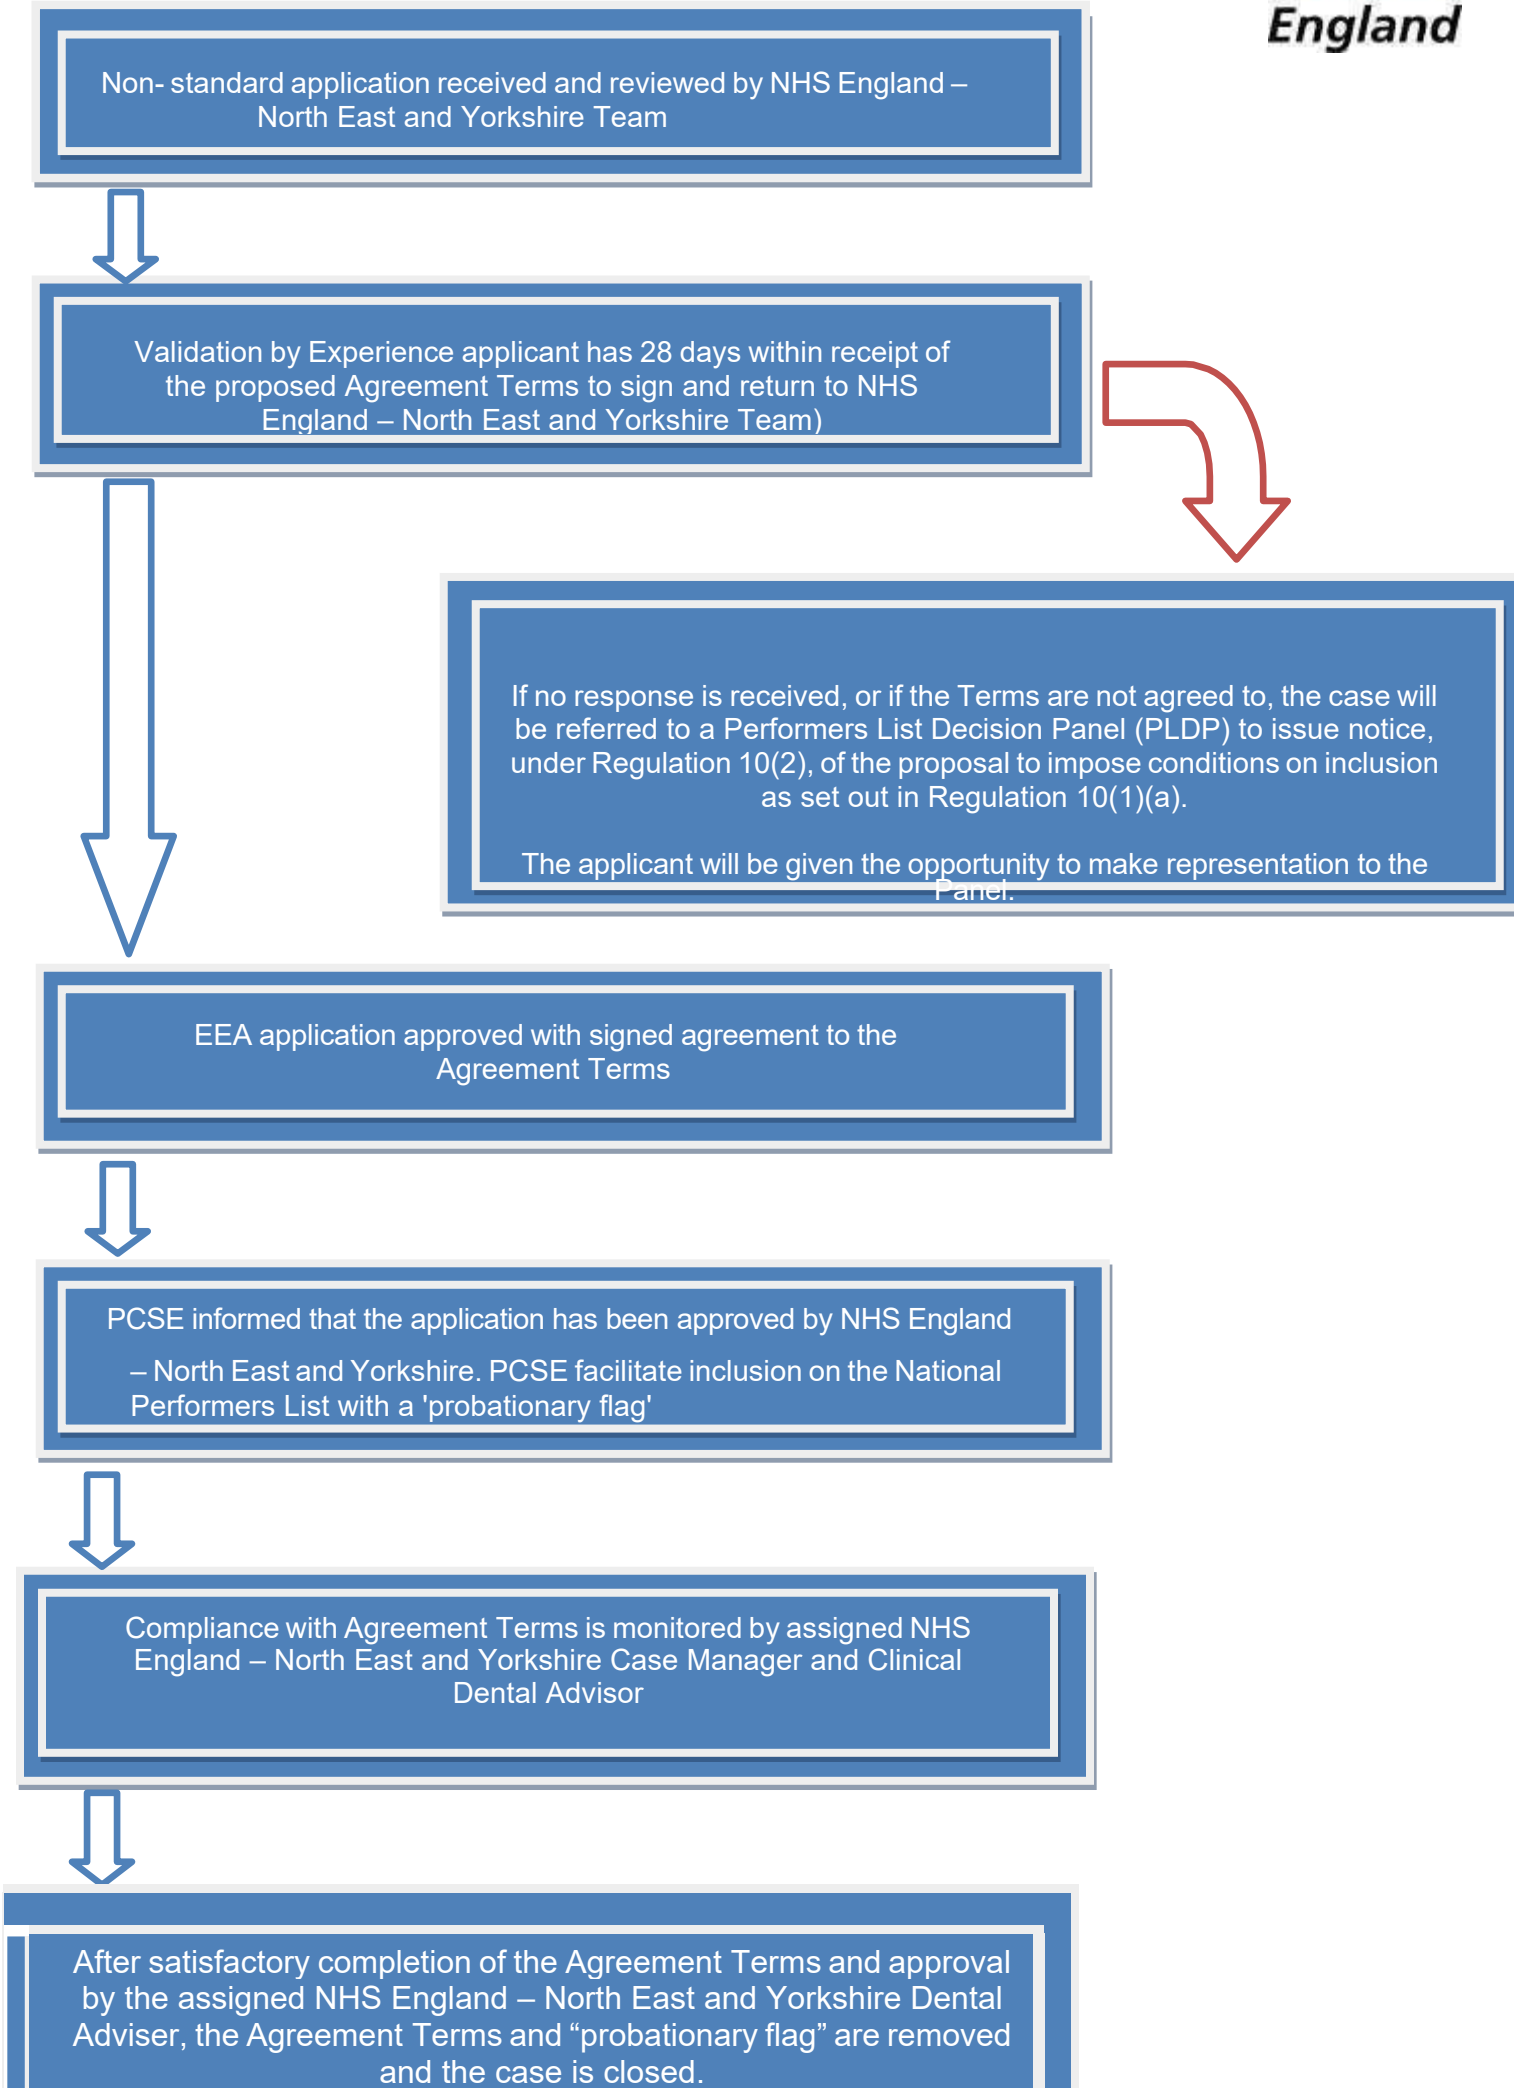 England
Non- standard application received and reviewed by NHS England –
North East and Yorkshire Team
Validation by Experience applicant has 28 days within receipt of
the proposed Agreement Terms to sign and return to NHS
England – North East and Yorkshire Team)
If no response is received, or if the Terms are not agreed to, the case will
be referred to a Performers List Decision Panel (PLDP) to issue notice,
under Regulation 10(2), of the proposal to impose conditions on inclusion
as set out in Regulation 10(1)(a).
The applicant will be given the opportunity to make representation to the
Panel.
EEA application approved with signed agreement to the
Agreement Terms
PCSE informed that the application has been approved by NHS England
– North East and Yorkshire. PCSE facilitate inclusion on the National
Performers List with a 'probationary flag'
Compliance with Agreement Terms is monitored by assigned NHS
England – North East and Yorkshire Case Manager and Clinical
Dental Advisor
After satisfactory completion of the Agreement Terms and approval
by the assigned NHS England – North East and Yorkshire Dental
Adviser, the Agreement Terms and “probationary flag” are removed
and the case is closed.